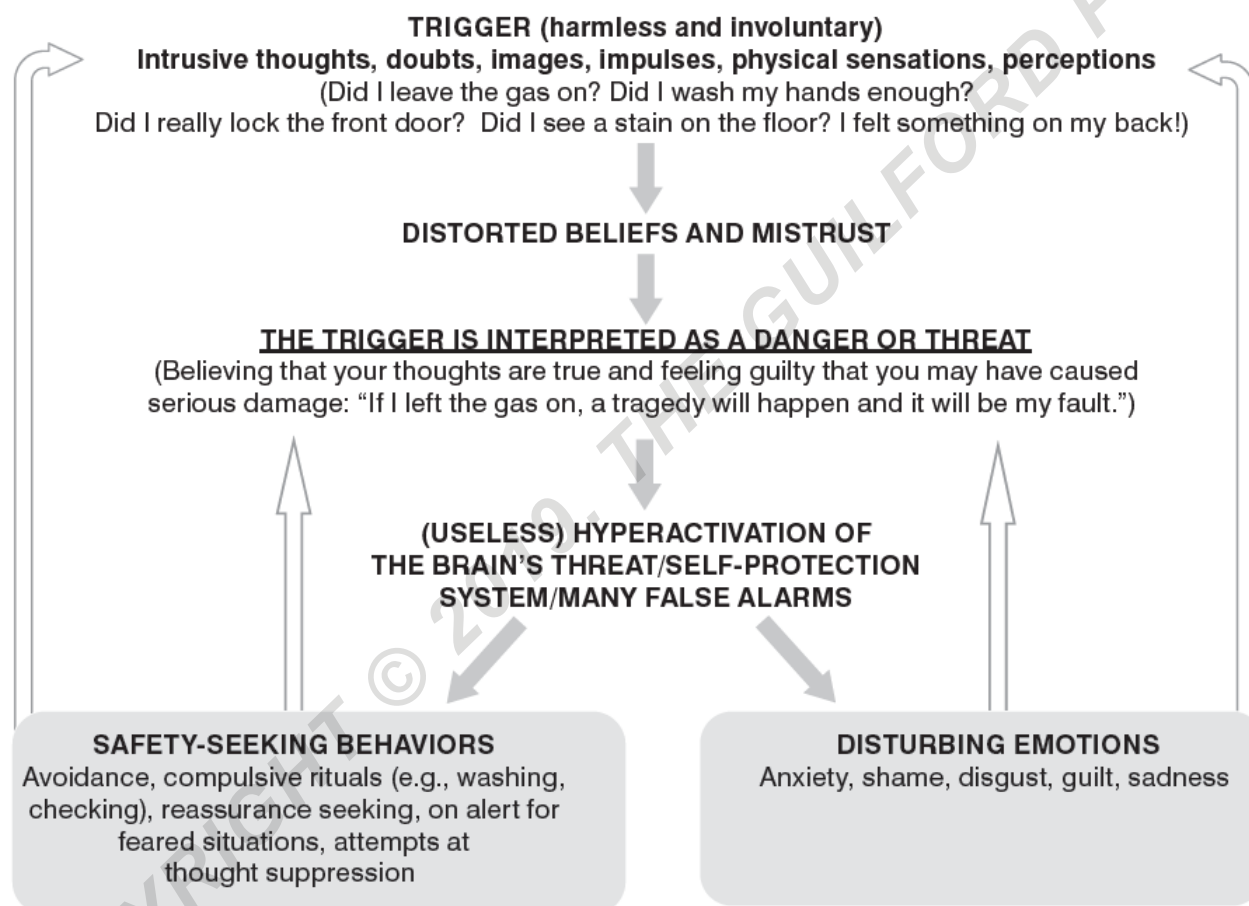 TRIGGER (harmless and involuntary)
Intrusive thoughts, doubts, images, impulses, physical sensations, perceptions
(Did I leave the gas on? Did I wash my hands enough?
Did I really lock the front door? Did I see a stain on the floor? I felt something on my back!)
DISTORTED BELIEFS AND MISTRUST
THE TRIGGER IS INTERPRETED AS A DANGER OR THREAT
(Believing that your thoughts are true and feeling guilty that you may have caused
serious damage: “If I left the gas on, a tragedy will happen and it will be my fault.”)
(USELESS) HYPERACTIVATION OF
THE BRAIN’S THREAT/SELF-PROTECTION
SYSTEM/MANY FALSE ALARMS
SAFETY-SEEKING BEHAVIORS
Avoidance, compulsive rituals (e.g., washing,
checking), reassurance seeking, on alert for
feared situations, attempts at
thought suppression
DISTURBING EMOTIONS
Anxiety, shame, disgust, guilt, sadness
YRIGHT © 2019. THE GUILFORD P